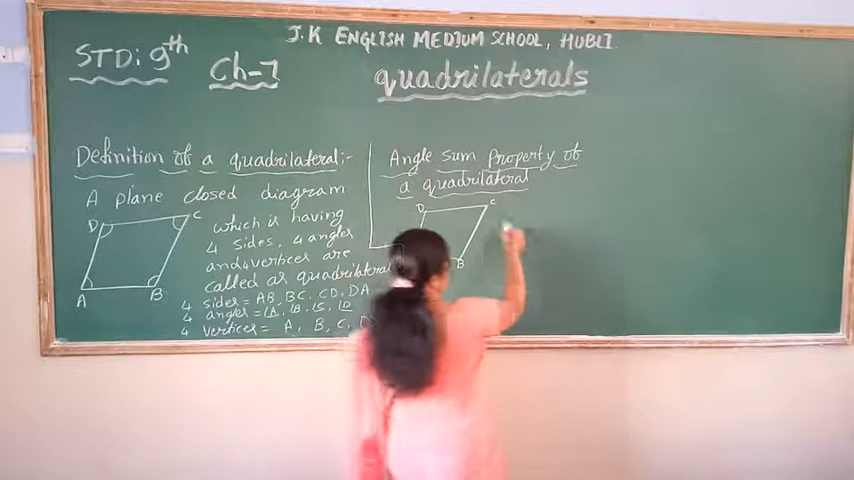 J.K ENGLISH MEDIUM SCHOOL, HUBLI
STD: 9th
Ch-7
quadrilaterals
Definition of a quadrilateral:-
A plane closed diagram
which is having
4 sides, 4 angles
and 4 vertices are
called as quadrilateral
4 sides = AB, BC, CD, DA
4 angles = ∠A, ∠B, ∠C, ∠D
4 vertices = A, B, C, D
D
C
A
B
Angle sum Property of
a quadrilateral
D
C
B